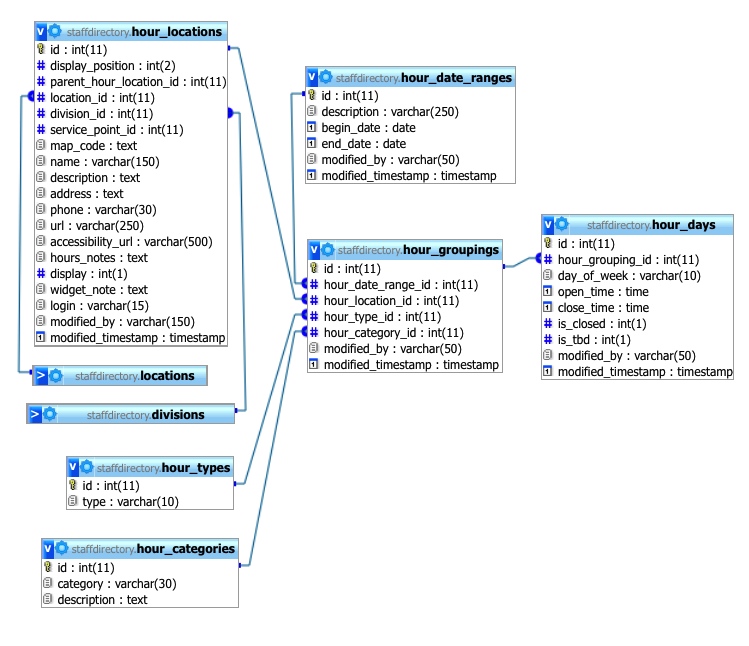 staffdirectory.hour_locations
id : int(11)
display_position : int(2)
parent_hour_location_id : int(11)
location_id : int(11)
division_id : int(11)
service_point_id : int(11)
map_code : text
name : varchar(150)
description : text
address : text
phone : varchar(30)
url : varchar(250)
accessibility_url : varchar(500)
hours_notes : text
display : int(1)
widget_note : text
login : varchar(15)
modified_by : varchar(150)
modified_timestamp : timestamp
staffdirectory.locations
staffdirectory.divisions
staffdirectory.hour_types
id : int(11)
type : varchar(10)
staffdirectory.hour_categories
id : int(11)
category : varchar(30)
description : text
staffdirectory.hour_date_ranges
id : int(11)
description : varchar(250)
begin_date : date
end_date : date
modified_by : varchar(50)
modified_timestamp : timestamp
staffdirectory.hour_groupings
id : int(11)
hour_date_range_id : int(11)
hour_location_id : int(11)
hour_type_id : int(11)
hour_category_id : int(11)
modified_by : varchar(50)
modified_timestamp : timestamp
staffdirectory.hour_days
id : int(11)
hour_grouping_id : int(11)
day_of_week : varchar(10)
open_time : time
close_time : time
is_closed : int(1)
is_tbd : int(1)
modified_by : varchar(50)
modified_timestamp : timestamp